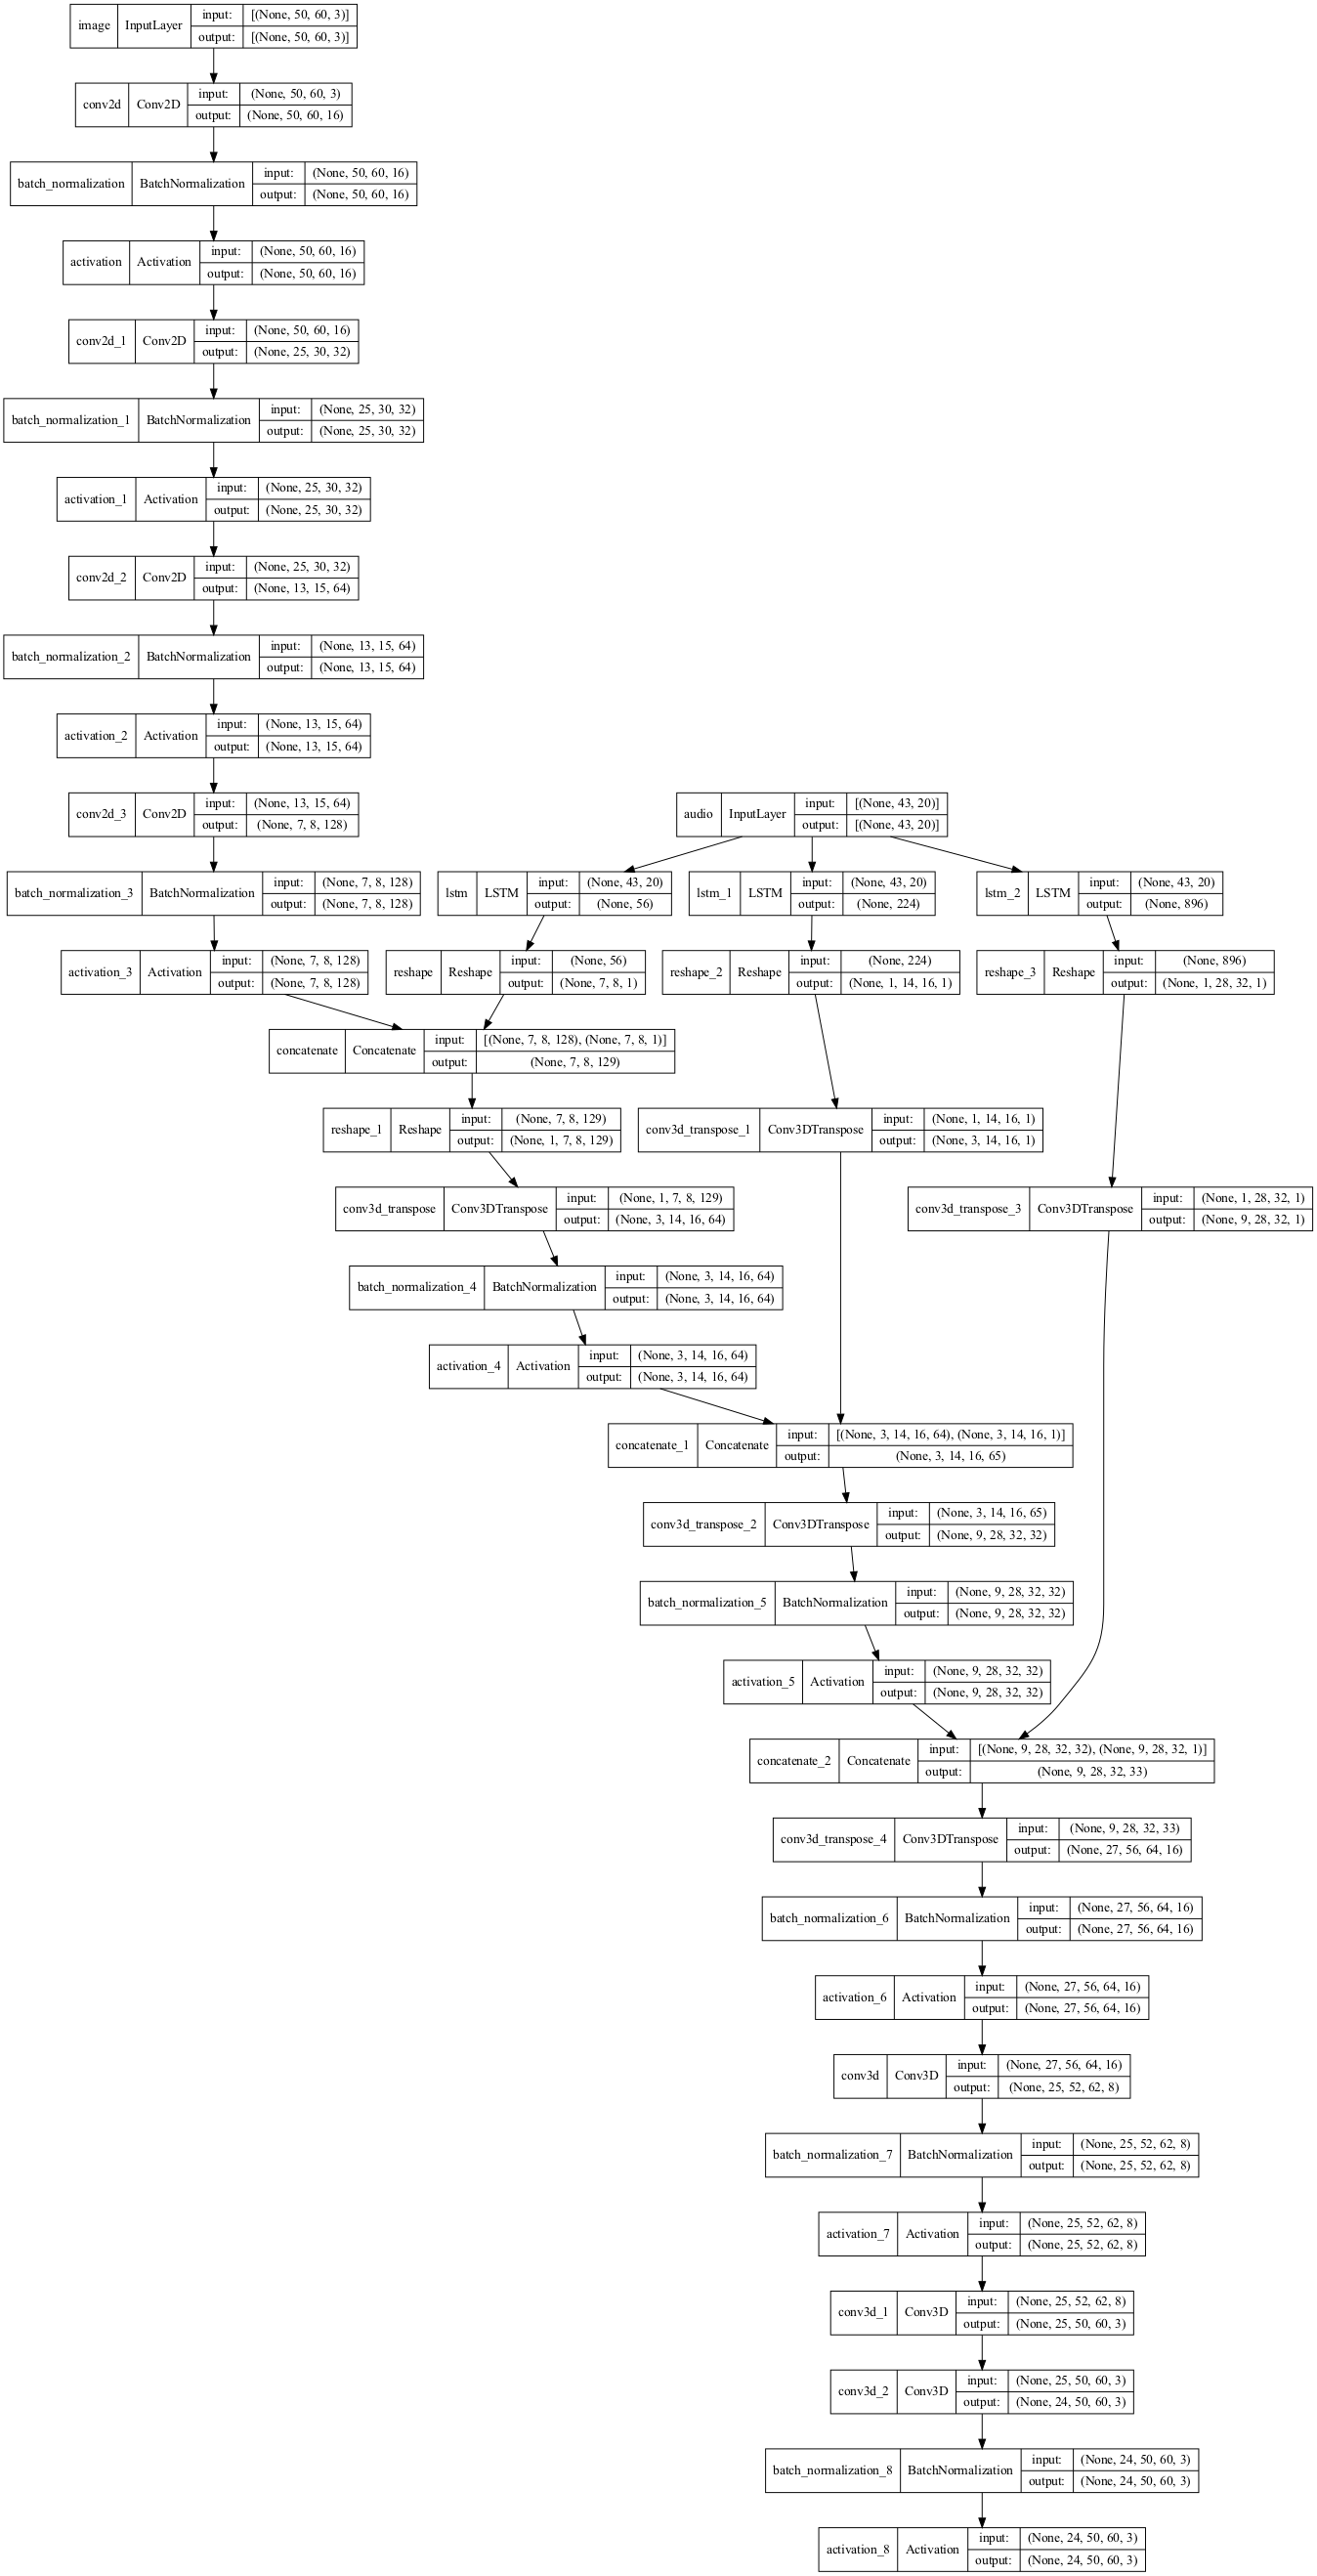 image InputLayer input: [(None, 50, 60, 3)]
output: [(None, 50, 60, 3)]
conv2d Conv2D input: (None, 50, 60, 3)
output: (None, 50, 60, 16)
batch_normalization BatchNormalization input: (None, 50, 60, 16)
output: (None, 50, 60, 16)
activation Activation input: (None, 50, 60, 16)
output: (None, 50, 60, 16)
conv2d_1 Conv2D input: (None, 50, 60, 16)
output: (None, 25, 30, 32)
batch_normalization_1 BatchNormalization input: (None, 25, 30, 32)
output: (None, 25, 30, 32)
activation_1 Activation input: (None, 25, 30, 32)
output: (None, 25, 30, 32)
conv2d_2 Conv2D input: (None, 25, 30, 32)
output: (None, 13, 15, 64)
batch_normalization_2 BatchNormalization input: (None, 13, 15, 64)
output: (None, 13, 15, 64)
activation_2 Activation input: (None, 13, 15, 64)
output: (None, 13, 15, 64)
conv2d_3 Conv2D input: (None, 13, 15, 64)
output: (None, 7, 8, 128)
audio InputLayer input: [(None, 43, 20)]
output: [(None, 43, 20)]
batch_normalization_3 BatchNormalization input: (None, 7, 8, 128)
output: (None, 7, 8, 128)
lstm LSTM input: (None, 43, 20)
output: (None, 56)
lstm_1 LSTM input: (None, 43, 20)
output: (None, 224)
lstm_2 LSTM input: (None, 43, 20)
output: (None, 896)
activation_3 Activation input: (None, 7, 8, 128)
output: (None, 7, 8, 128)
reshape Reshape input: (None, 56)
output: (None, 7, 8, 1)
reshape_2 Reshape input: (None, 224)
output: (None, 1, 14, 16, 1)
reshape_3 Reshape input: (None, 896)
output: (None, 1, 28, 32, 1)
concatenate Concatenate input: [(None, 7, 8, 128), (None, 7, 8, 1)]
output: (None, 7, 8, 129)
reshape_1 Reshape input: (None, 7, 8, 129)
output: (None, 1, 7, 8, 129)
conv3d_transpose_1 Conv3DTranspose input: (None, 1, 14, 16, 1)
output: (None, 3, 14, 16, 1)
conv3d_transpose Conv3DTranspose input: (None, 1, 7, 8, 129)
output: (None, 3, 14, 16, 64)
conv3d_transpose_3 Conv3DTranspose input: (None, 1, 28, 32, 1)
output: (None, 9, 28, 32, 1)
batch_normalization_4 BatchNormalization input: (None, 3, 14, 16, 64)
output: (None, 3, 14, 16, 64)
activation_4 Activation input: (None, 3, 14, 16, 64)
output: (None, 3, 14, 16, 64)
concatenate_1 Concatenate input: [(None, 3, 14, 16, 64), (None, 3, 14, 16, 1)]
output: (None, 3, 14, 16, 65)
conv3d_transpose_2 Conv3DTranspose input: (None, 3, 14, 16, 65)
output: (None, 9, 28, 32, 32)
batch_normalization_5 BatchNormalization input: (None, 9, 28, 32, 32)
output: (None, 9, 28, 32, 32)
activation_5 Activation input: (None, 9, 28, 32, 32)
output: (None, 9, 28, 32, 32)
concatenate_2 Concatenate input: [(None, 9, 28, 32, 32), (None, 9, 28, 32, 1)]
output: (None, 9, 28, 32, 33)
conv3d_transpose_4 Conv3DTranspose input: (None, 9, 28, 32, 33)
output: (None, 27, 56, 64, 16)
batch_normalization_6 BatchNormalization input: (None, 27, 56, 64, 16)
output: (None, 27, 56, 64, 16)
activation_6 Activation input: (None, 27, 56, 64, 16)
output: (None, 27, 56, 64, 16)
conv3d Conv3D input: (None, 27, 56, 64, 16)
output: (None, 25, 52, 62, 8)
batch_normalization_7 BatchNormalization input: (None, 25, 52, 62, 8)
output: (None, 25, 52, 62, 8)
activation_7 Activation input: (None, 25, 52, 62, 8)
output: (None, 25, 52, 62, 8)
conv3d_1 Conv3D input: (None, 25, 52, 62, 8)
output: (None, 25, 50, 60, 3)
conv3d_2 Conv3D input: (None, 25, 50, 60, 3)
output: (None, 24, 50, 60, 3)
batch_normalization_8 BatchNormalization input: (None, 24, 50, 60, 3)
output: (None, 24, 50, 60, 3)
activation_8 Activation input: (None, 24, 50, 60, 3)
output: (None, 24, 50, 60, 3)